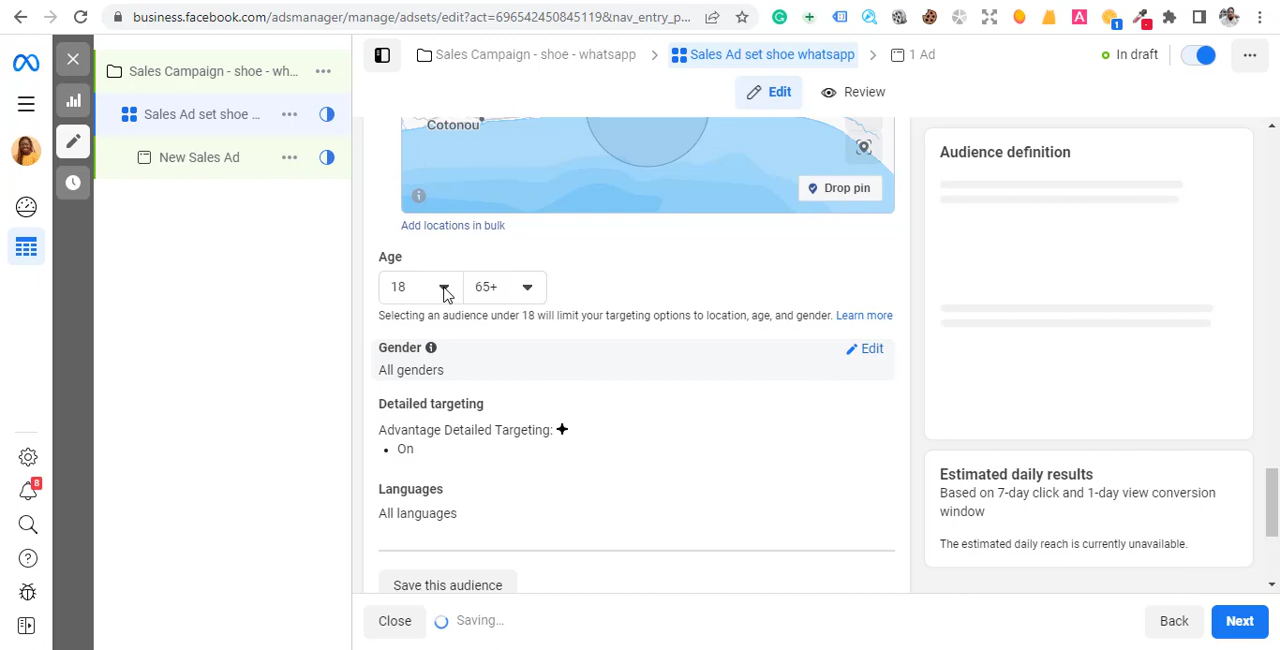 business.facebook.com/adsmanager/manage/adsets/edit?act=696542450845119&nav_entry_p...
1
Sales Campaign - shoe - wh...
Sales Ad set shoe ...
New Sales Ad
8
Sales Campaign - shoe - whatsapp
Sales Ad set shoe whatsapp
1 Ad
In draft
Edit
Review
Cotonou
Drop pin
Add locations in bulk
Age
18
65+
Selecting an audience under 18 will limit your targeting options to location, age, and gender. Learn more
Gender
Edit
All genders
Detailed targeting
Advantage Detailed Targeting:
On
Languages
All languages
Save this audience
Audience definition
Estimated daily results
Based on 7-day click and 1-day view conversion
window
The estimated daily reach is currently unavailable.
Close
Saving...
Back
Next